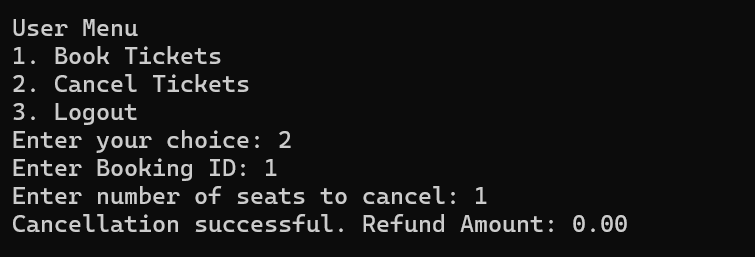 User Menu
1. Book Tickets
2. Cancel Tickets
3. Logout
Enter your choice: 2
Enter Booking ID: 1
Enter number of seats to cancel: 1
Cancellation successful. Refund Amount: 0.00